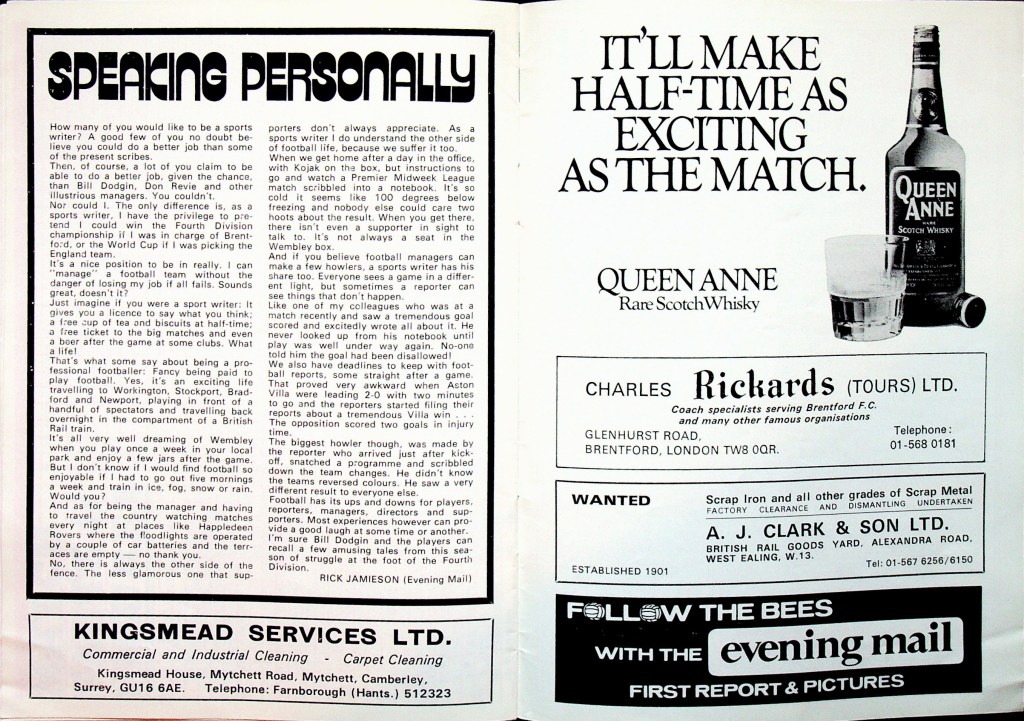 SPEAKING PERSONALLY
How many of you would like to be a sports
writer? A good few of you no doubt be-
lieve you could do a better job than some
of the present scribes.
Then, of course, a lot of you claim to be
able to do a better job, given the chance,
than Bill Dodgin, Don Revie and other
illustrious managers. You couldn't.
Nor could I. The only difference is, as a
sports writer, I have the privilege to pre-
tend I could win the Fourth Division
championship if I was in charge of Brent-
ford, or the World Cup if I was picking the
England team.
It's a nice position to be in really. I can
"manage" a football team without the
danger of losing my job if all fails. Sounds
great, doesn't it?
Just imagine if you were a sport writer: It
gives you a licence to say what you think;
a free cup of tea and biscuits at half-time;
a free ticket to the big matches and even
a beer after the game at some clubs. What
a life!
That's what some say about being a pro-
fessional footballer: Fancy being paid to
play football. Yes, it's an exciting life
travelling to Workington, Stockport, Brad-
ford and Newport, playing in front of a
handful of spectators and travelling back
overnight in the compartment of a British
Rail train.
It's all very well dreaming of Wembley
when you play once a week in your local
park and enjoy a few jars after the game.
But I don't know if I would find football so
enjoyable if I had to go out five mornings
a week and train in ice, fog, snow or rain.
Would you?
And as for being the manager and having
to travel the country watching matches
every night at places like Happledeen
Rovers where the floodlights are operated
by a couple of car batteries and the terr-
aces are empty — no thank you.
No, there is always the other side of the
fence. The less glamorous one that sup-
porters don't always appreciate. As a
sports writer I do understand the other side
of football life, because we suffer it too.
When we get home after a day in the office,
with Kojak on the box, but instructions to
go and watch a Premier Midweek League
match scribbled into a notebook. It's so
cold it seems like 100 degrees below
freezing and nobody else could care two
hoots about the result. When you get there,
there isn't even a supporter in sight to
talk to. It's not always a seat in the
Wembley box.
And if you believe football managers can
make a few howlers, a sports writer has his
share too. Everyone sees a game in a differ-
ent light, but sometimes a reporter can
see things that don't happen.
Like one of my colleagues who was at a
match recently and saw a tremendous goal
scored and excitedly wrote all about it. He
never looked up from his notebook until
play was well under way again. No-one
told him the goal had been disallowed!
We also have deadlines to keep with foot-
ball reports, some straight after a game.
That proved very awkward when Aston
Villa were leading 2-0 with two minutes
to go and the reporters started filing their
reports about a tremendous Villa win . . .
The opposition scored two goals in injury
time.
The biggest howler though, was made by
the reporter who arrived just after kick-
off, snatched a programme and scribbled
down the team changes. He didn't know
the teams reversed colours. He saw a very
different result to everyone else.
Football has its ups and downs for players,
reporters, managers, directors and sup-
porters. Most experiences however can pro-
vide a good laugh at some time or another.
I'm sure Bill Dodgin and the players can
recall a few amusing tales from this sea-
son of struggle at the foot of the Fourth
Division.
RICK JAMIESON (Evening Mail)
KINGSMEAD SERVICES LTD.
Commercial and Industrial Cleaning - Carpet Cleaning
Kingsmead House, Mytchett Road, Mytchett, Camberley,
Surrey, GU16 6AE. Telephone: Farnborough (Hants.) 512323
IT'LL MAKE
HALF-TIME AS
EXCITING
AS THE MATCH.
QUEEN ANNE
Rare Scotch Whisky
QUEEN
ANNE
RARE
SCOTCH WHISKY
CHARLES Rickards (TOURS) LTD.
Coach specialists serving Brentford F.C.
and many other famous organisations
GLENHURST ROAD,
BRENTFORD, LONDON TW8 0QR.
Telephone:
01-568 0181
WANTED
Scrap Iron and all other grades of Scrap Metal
FACTORY CLEARANCE AND DISMANTLING UNDERTAKEN
A. J. CLARK & SON LTD.
BRITISH RAIL GOODS YARD, ALEXANDRA ROAD,
WEST EALING, W.13.
ESTABLISHED 1901
Tel: 01-567 6256/6150
FOLLOW THE BEES
WITH THE evening mail
FIRST REPORT & PICTURES